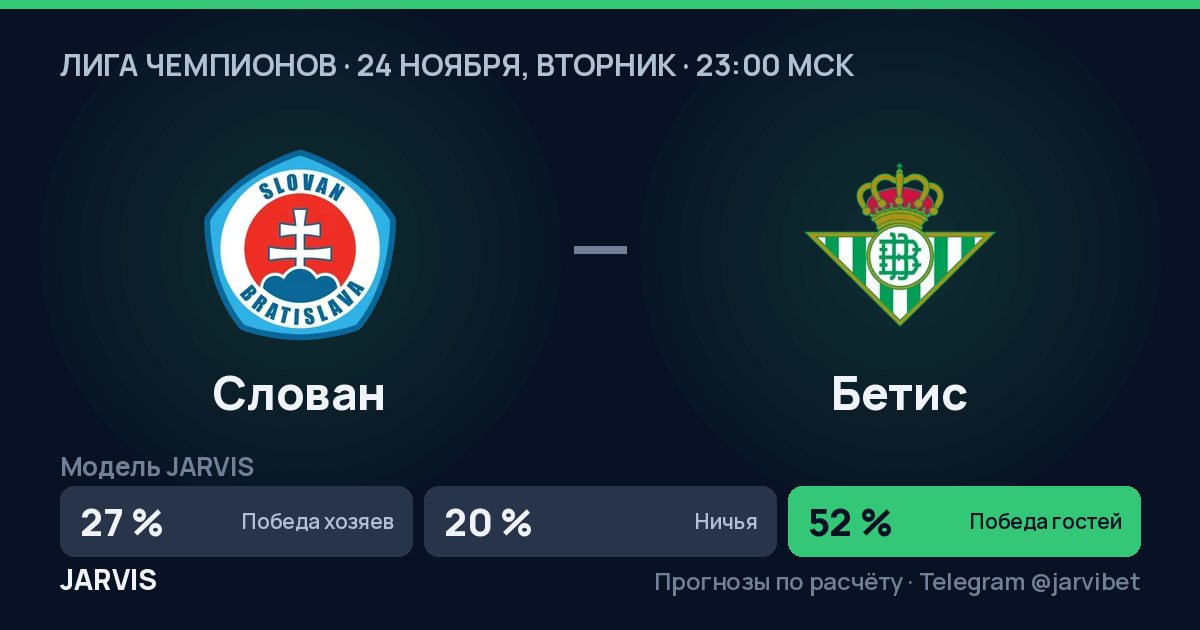 ЛИГА ЧЕМПИОНОВ · 24 НОЯБРЯ, ВТОРНИК · 23:00 МСК
SLOVAN
BRATISLAVA
—
Слован
Бетис
Модель JARVIS
27 % Победа хозяев
20 % Ничья
52 % Победа гостей
JARVIS
Прогнозы по расчёту · Telegram @jarvibet